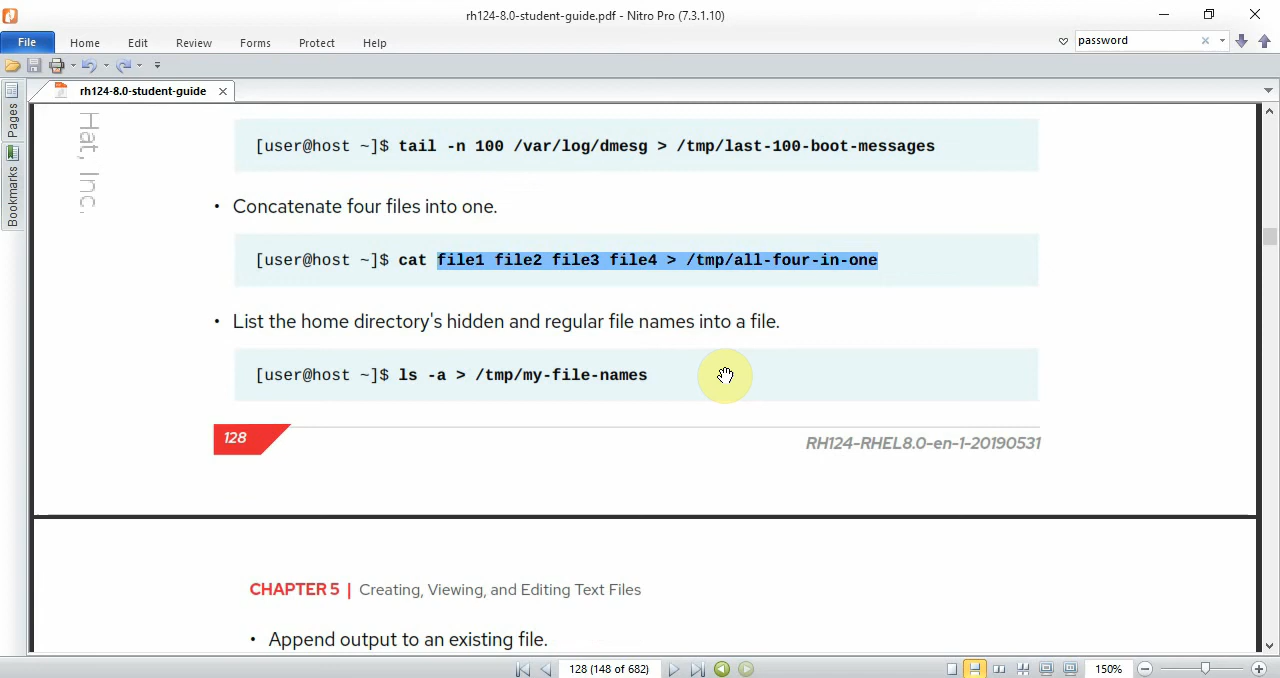 rh124-8.0-student-guide.pdf - Nitro Pro (7.3.1.10)
File Home Edit Review Forms Protect Help
password
rh124-8.0-student-guide
Pages
Bookmarks
Hat, Inc.
[user@host ~]$ tail -n 100 /var/log/dmesg > /tmp/last-100-boot-messages
• Concatenate four files into one.
[user@host ~]$ cat file1 file2 file3 file4 > /tmp/all-four-in-one
• List the home directory's hidden and regular file names into a file.
[user@host ~]$ ls -a > /tmp/my-file-names
128
RH124-RHEL8.0-en-1-20190531
CHAPTER 5 | Creating, Viewing, and Editing Text Files
• Append output to an existing file.
128 (148 of 682)
150%